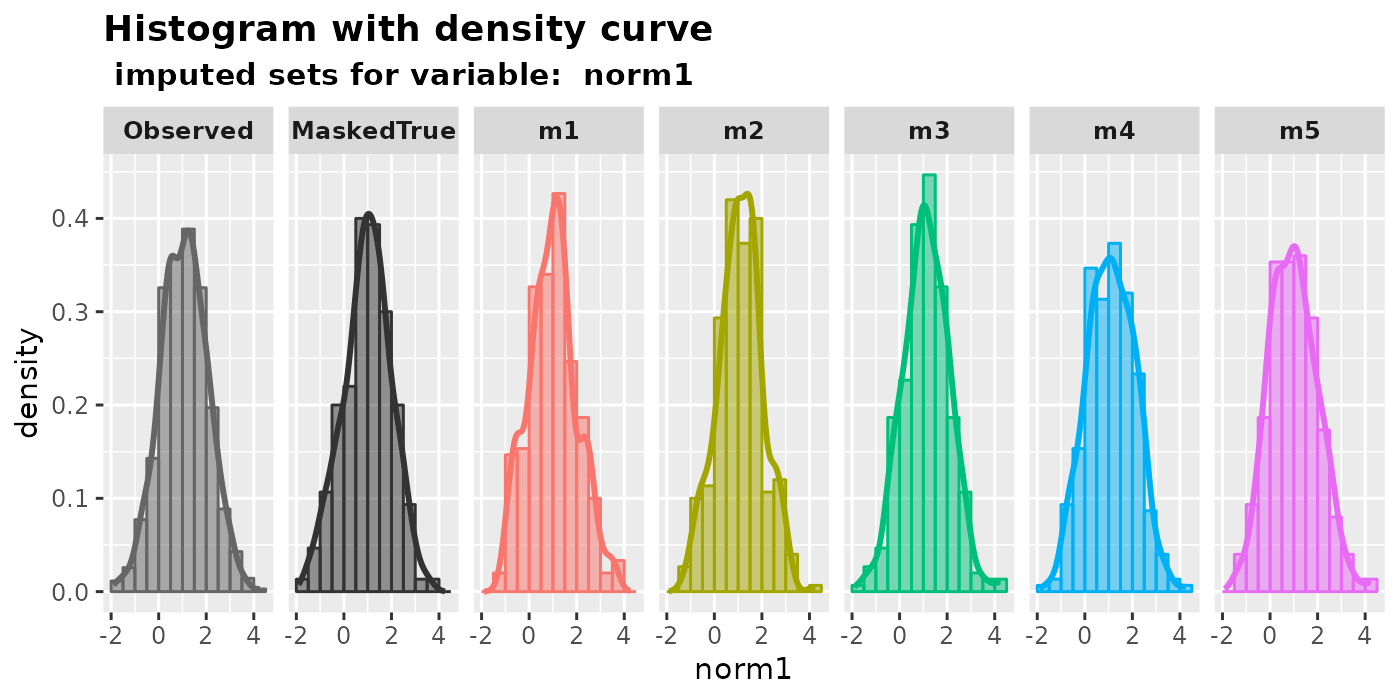 Histogram with density curve
imputed sets for variable:  norm1
Observed MaskedTrue m1 m2 m3 m4 m5
density
0.4
0.3
0.2
0.1
0.0
-2 0 2 4 -2 0 2 4 -2 0 2 4 -2 0 2 4 -2 0 2 4 -2 0 2 4 -2 0 2 4
norm1